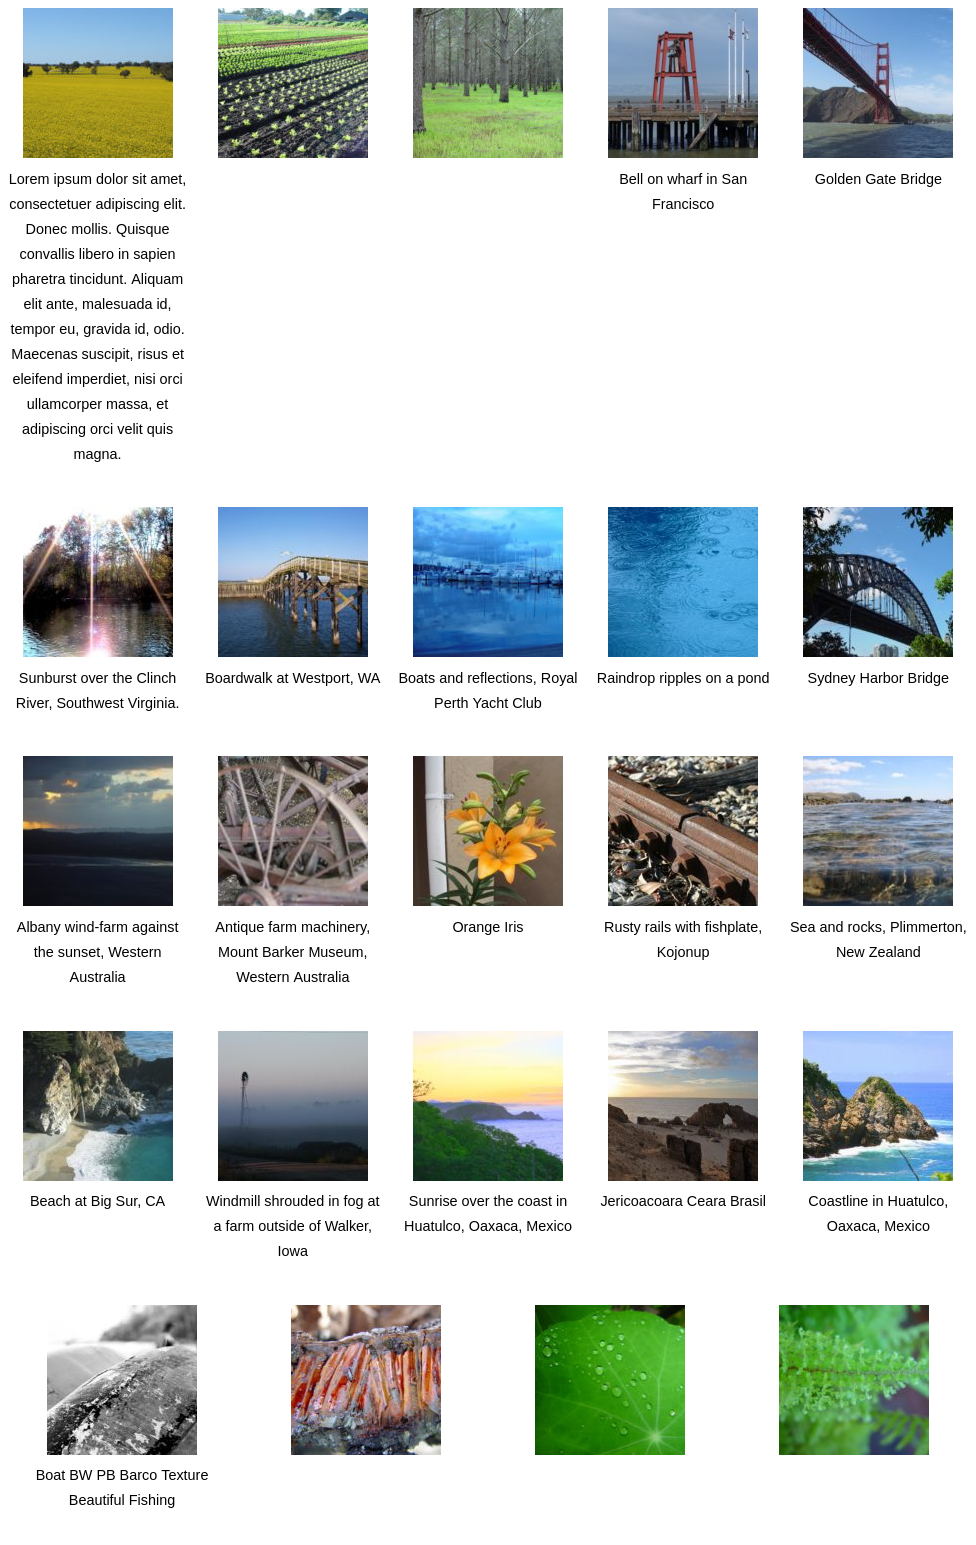 Lorem ipsum dolor sit amet,
consectetuer adipiscing elit.
Donec mollis. Quisque
convallis libero in sapien
pharetra tincidunt. Aliquam
elit ante, malesuada id,
tempor eu, gravida id, odio.
Maecenas suscipit, risus et
eleifend imperdiet, nisi orci
ullamcorper massa, et
adipiscing orci velit quis
magna.
Bell on wharf in San
Francisco
Golden Gate Bridge
Sunburst over the Clinch
River, Southwest Virginia.
Boardwalk at Westport, WA
Boats and reflections, Royal
Perth Yacht Club
Raindrop ripples on a pond
Sydney Harbor Bridge
Albany wind-farm against
the sunset, Western
Australia
Antique farm machinery,
Mount Barker Museum,
Western Australia
Orange Iris
Rusty rails with fishplate,
Kojonup
Sea and rocks, Plimmerton,
New Zealand
Beach at Big Sur, CA
Windmill shrouded in fog at
a farm outside of Walker,
Iowa
Sunrise over the coast in
Huatulco, Oaxaca, Mexico
Jericoacoara Ceara Brasil
Coastline in Huatulco,
Oaxaca, Mexico
Boat BW PB Barco Texture
Beautiful Fishing